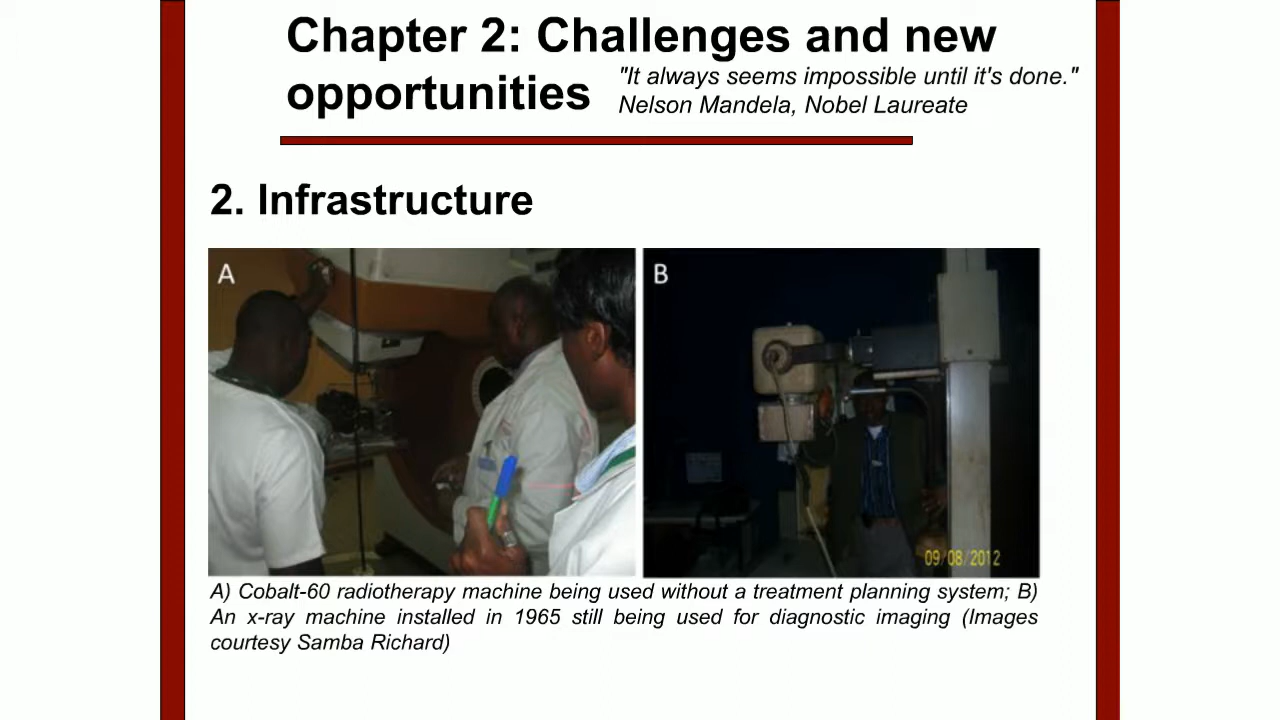 Chapter 2: Challenges and new
opportunities
"It always seems impossible until it's done."
Nelson Mandela, Nobel Laureate
2. Infrastructure
A
B
09/08/2012
A) Cobalt-60 radiotherapy machine being used without a treatment planning system; B)
An x-ray machine installed in 1965 still being used for diagnostic imaging (Images
courtesy Samba Richard)